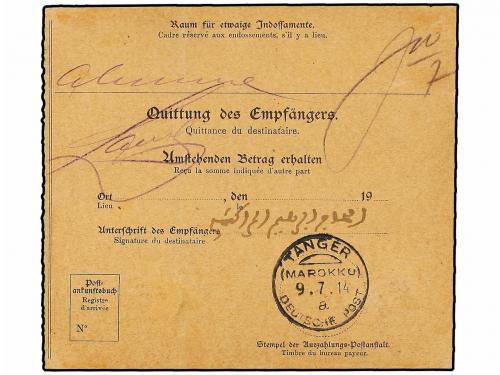 Raum für etwaige Indossamente.
Cadre réservé aux endossements, s'il y a lieu.
Quittung des Empfängers.
Quittance du destinataire.
Umstehenden Betrag erhalten
Reçu la somme indiquée d'autre part
Ort , den 19
Lieu
Unterschrift des Empfängers
Signature du destinataire
TANGER
(MAROKKO)
9.7.14
a
DEUTSCHE POST
Post-
ankunftsbuch
Registre
d'arrivée
N°
Stempel der Auszahlungs-Postanstalt.
Timbre du bureau payeur.